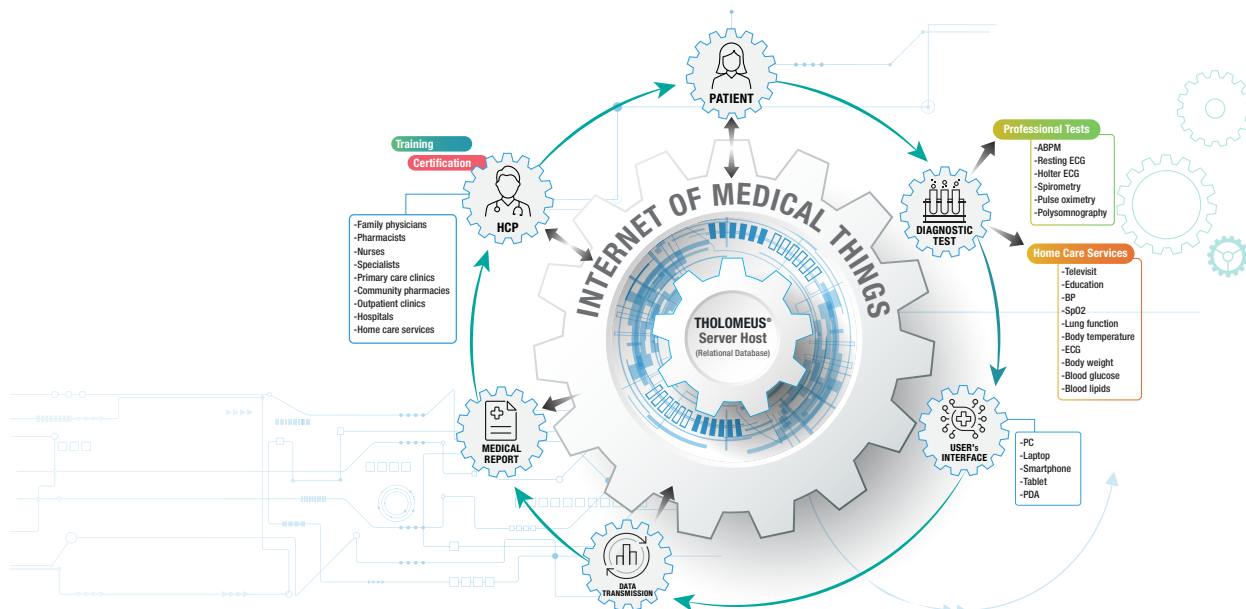 PATIENT
Training
Certification
HCP
-Family physicians
-Pharmacists
-Nurses
-Specialists
-Primary care clinics
-Community pharmacies
-Outpatient clinics
-Hospitals
-Home care services
INTERNET OF MEDICAL THINGS
THOLOMEUS®
Server Host
(Relational Database)
DIAGNOSTIC
TEST
Professional Tests
-ABPM
-Resting ECG
-Holter ECG
-Spirometry
-Pulse oximetry
-Polysomnography
Home Care Services
-Televisit
-Education
-BP
-SpO2
-Lung function
-Body temperature
-ECG
-Body weight
-Blood glucose
-Blood lipids
USER's
INTERFACE
-PC
-Laptop
-Smartphone
-Tablet
-PDA
DATA
TRANSMISSION
MEDICAL
REPORT